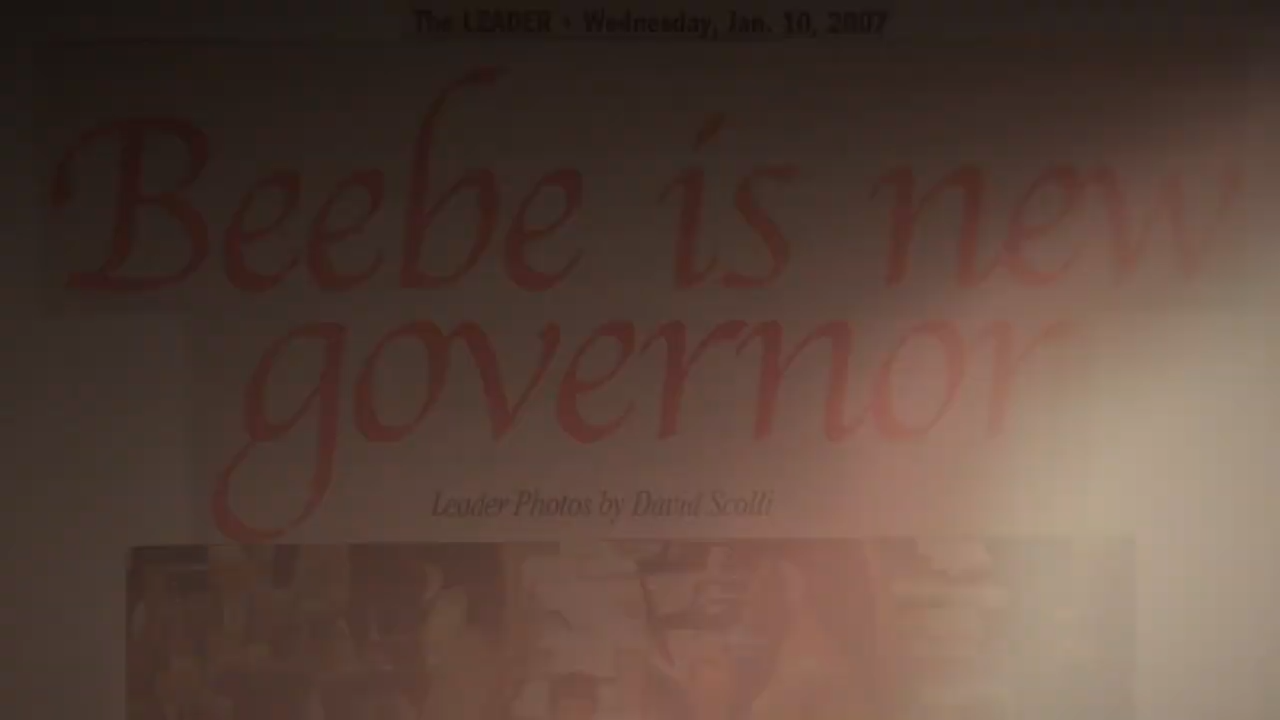 The LEADER • Wednesday, Jan. 10, 2007
Beebe is new
governor
Leader Photos by David Scolli